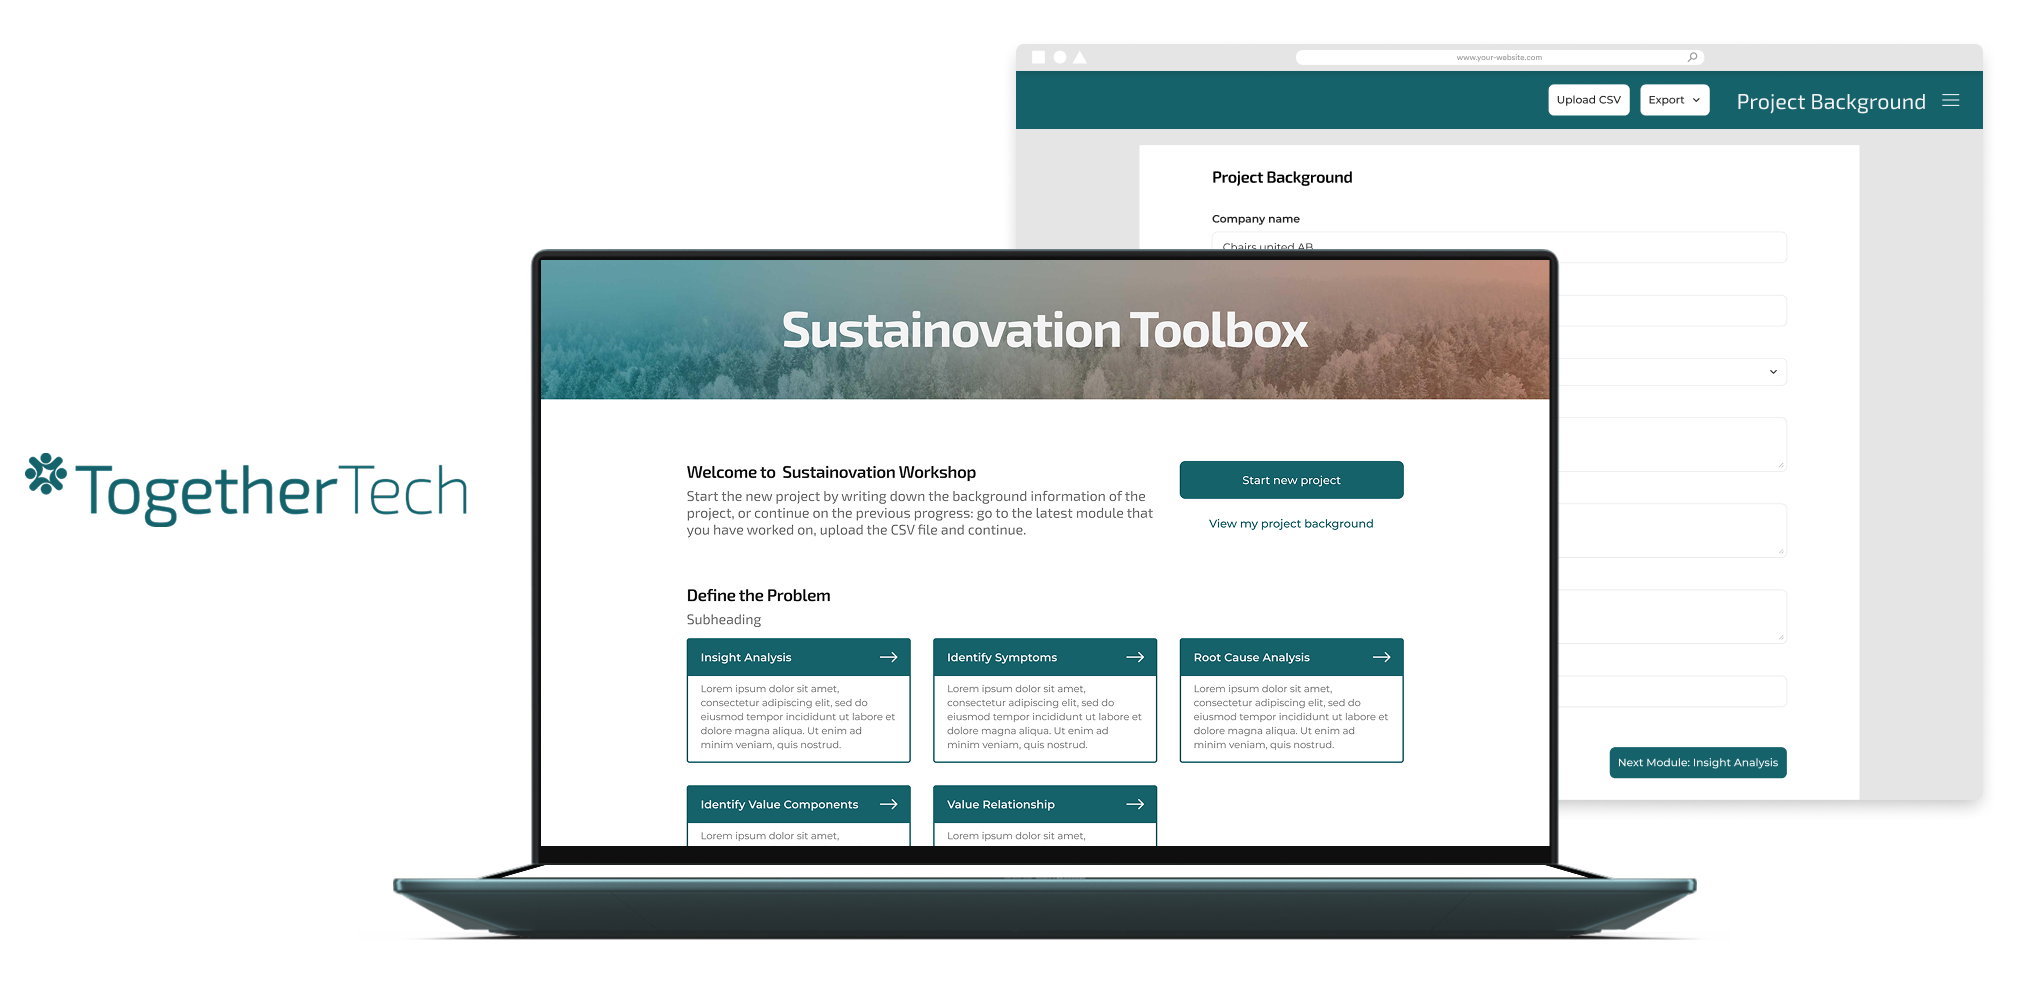 TogetherTech
www.your-website.com
Upload CSV
Export
Project Background
Project Background
Company name
Chairs united AB
Next Module: Insight Analysis
Sustainovation Toolbox
Welcome to Sustainovation Workshop
Start the new project by writing down the background information of the
project, or continue on the previous progress: go to the latest module that
you have worked on, upload the CSV file and continue.
Start new project
View my project background
Define the Problem
Subheading
Insight Analysis
Lorem ipsum dolor sit amet,
consectetur adipiscing elit, sed do
eiusmod tempor incididunt ut labore et
dolore magna aliqua. Ut enim ad
minim veniam, quis nostrud.
Identify Symptoms
Lorem ipsum dolor sit amet,
consectetur adipiscing elit, sed do
eiusmod tempor incididunt ut labore et
dolore magna aliqua. Ut enim ad
minim veniam, quis nostrud.
Root Cause Analysis
Lorem ipsum dolor sit amet,
consectetur adipiscing elit, sed do
eiusmod tempor incididunt ut labore et
dolore magna aliqua. Ut enim ad
minim veniam, quis nostrud.
Identify Value Components
Lorem ipsum dolor sit amet,
Value Relationship
Lorem ipsum dolor sit amet,